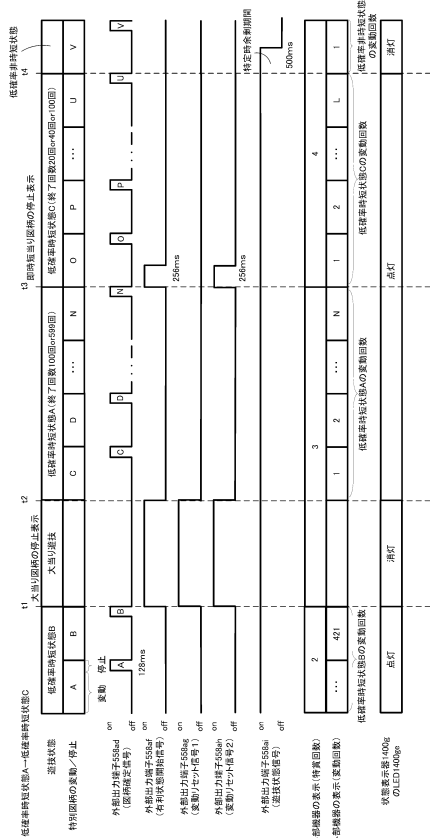 低確率時短状態A→低確率時短状態C
t1
t2
t3
t4
大当り図柄の停止表示
即時短当り図柄の停止表示
低確率非時短状態
遊技状態
低確率時短状態B
大当り遊技
低確率時短状態A(終了回数100回or599回)
低確率時短状態C(終了回数20回or40回or100回)
特別図柄の変動/停止
A
B
C
D
…
N
O
P
…
U
V
変動
停止
外部出力端子558ad
(図柄確定信号)
on
off
A
B
C
D
N
O
P
U
V
128ms
外部出力端子558af
(有利状態開始信号)
on
off
256ms
外部出力端子558ag
(変動リセット信号1)
on
off
外部出力端子558ah
(変動リセット信号2)
on
off
256ms
外部出力端子558ai
(遊技状態信号)
on
off
特定時余剰期間
500ms
部機器の表示(特賞回数)
2
3
4
部機器の表示(変動回数)
…
421
1
2
…
N
1
2
…
L
1
低確率時短状態Bの変動回数
低確率時短状態Aの変動回数
低確率時短状態Cの変動回数
低確率非時短状態
の変動回数
状態表示器1400g
のLED1400ge
点灯
消灯
点灯
消灯